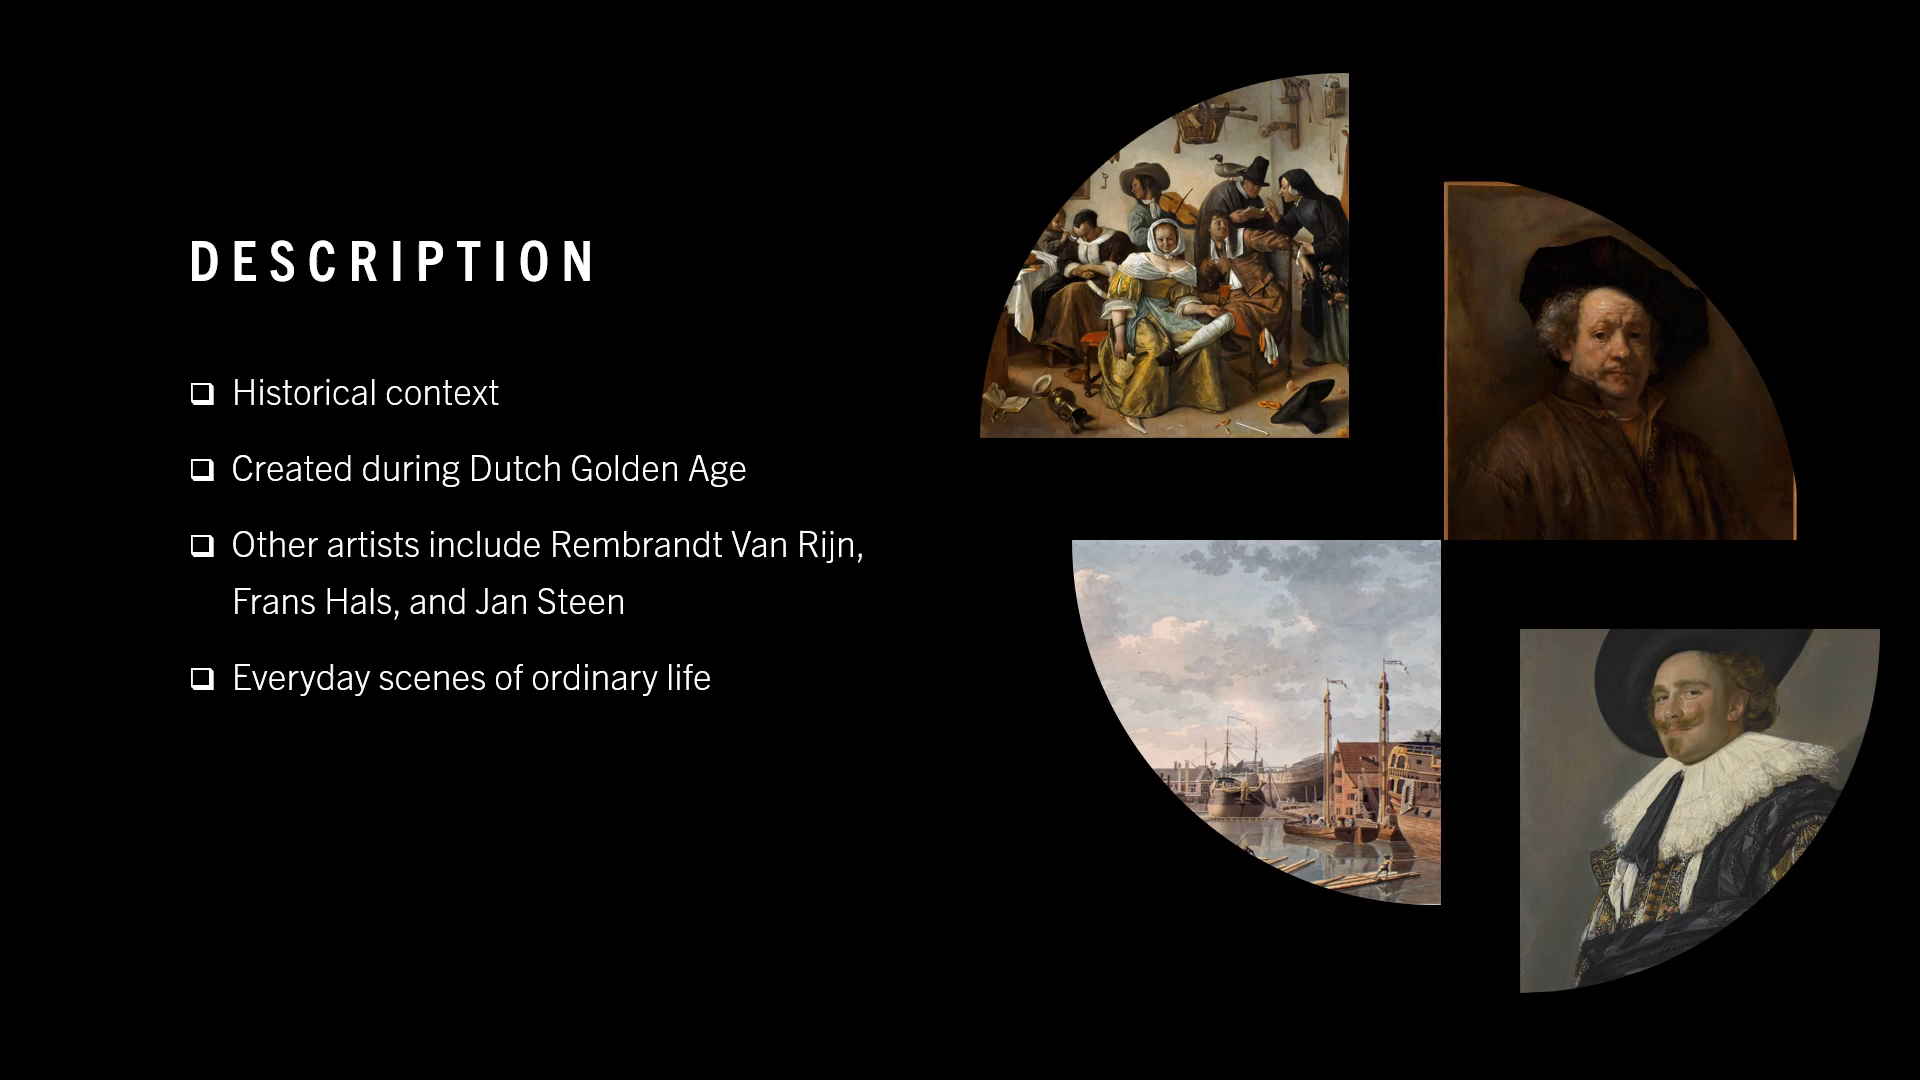 DESCRIPTION
Historical context
Created during Dutch Golden Age
Other artists include Rembrandt Van Rijn,
Frans Hals, and Jan Steen
Everyday scenes of ordinary life